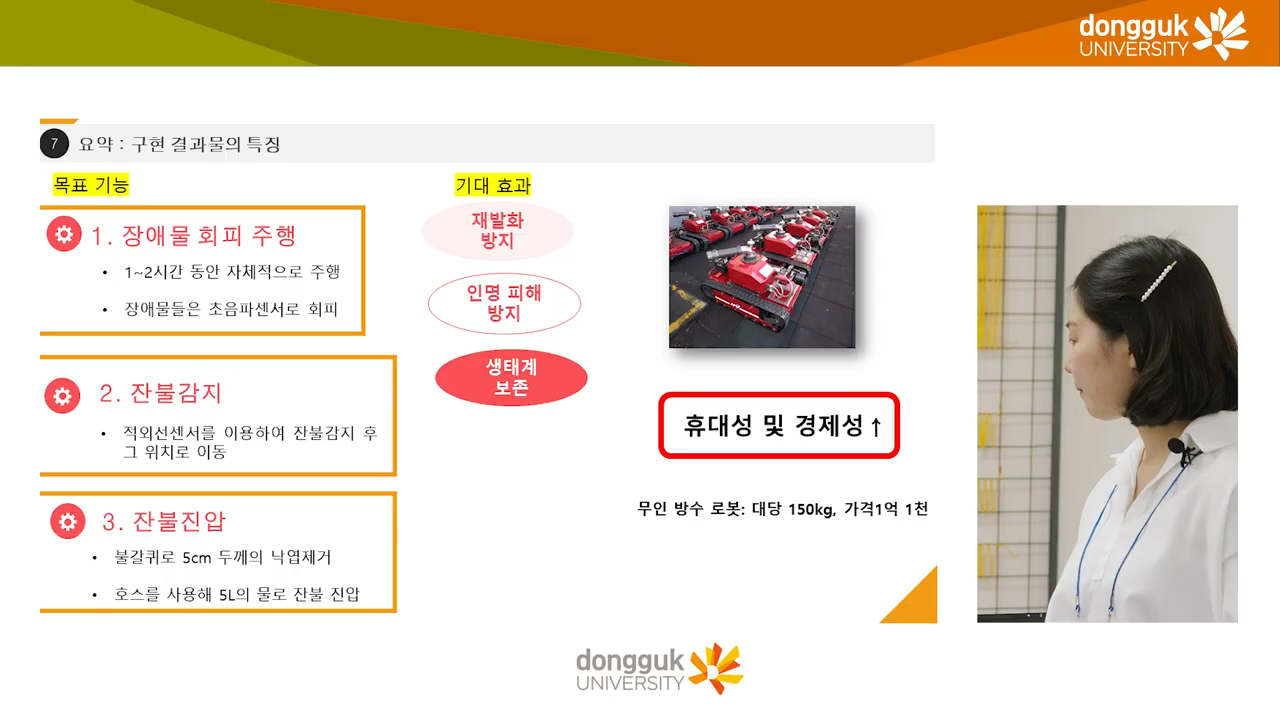 dongguk
UNIVERSITY
7 요약 : 구현 결과물의 특징
목표 기능
1. 장애물 회피 주행
• 1~2시간 동안 자체적으로 주행
• 장애물들은 초음파센서로 회피
2. 잔불감지
• 적외선센서를 이용하여 잔불감지 후
그 위치로 이동
3. 잔불진압
• 불갈퀴로 5cm 두께의 낙엽제거
• 호스를 사용해 5L의 물로 잔불 진압
기대 효과
재발화
방지
인명 피해
방지
생태계
보존
휴대성 및 경제성↑
무인 방수 로봇: 대당 150kg, 가격1억 1천
dongguk
UNIVERSITY